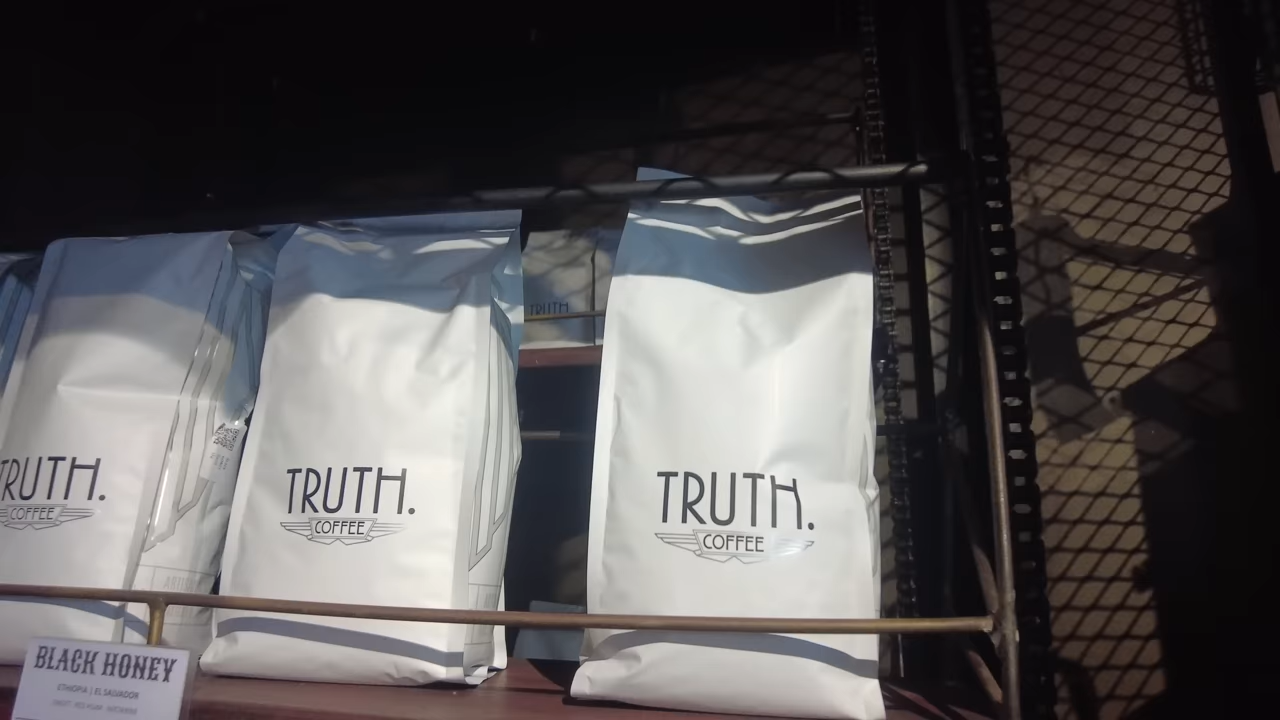 TRUTH
TRUTH.
COFFEE
TRUTH.
COFFEE
TRUTH.
COFFEE
BLACK HONEY
ETHIOPIA | EL SALVADOR